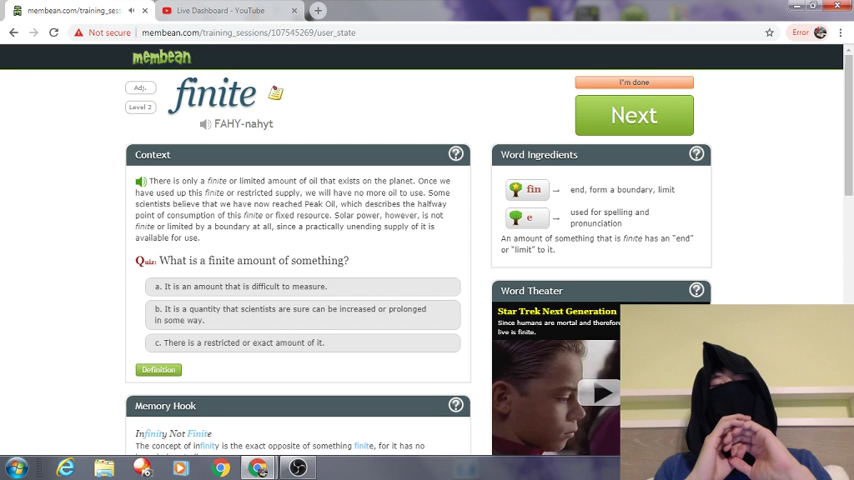 membean.com/training_sess
Live Dashboard - YouTube
Not secure | membean.com/training_sessions/107545269/user_state
Error
membean
Adj.
finite
Level 2
FAHY-nahyt
I'm done
Next
Context
There is only a finite or limited amount of oil that exists on the planet. Once we
have used up this finite or restricted supply, we will have no more oil to use. Some
scientists believe that we have now reached Peak Oil, which describes the halfway
point of consumption of this finite or fixed resource. Solar power, however, is not
finite or limited by a boundary at all, since a practically unending supply of it is
available for use.
Quiz: What is a finite amount of something?
a. It is an amount that is difficult to measure.
b. It is a quantity that scientists are sure can be increased or prolonged
in some way.
c. There is a restricted or exact amount of it.
Definition
Memory Hook
Infinity Not Finite
The concept of infinity is the exact opposite of something finite, for it has no
Word Ingredients
fin → end, form a boundary, limit
e → used for spelling and
pronunciation
An amount of something that is finite has an "end"
or "limit" to it.
Word Theater
Star Trek Next Generation
Since humans are mortal and therefore
live is finite.